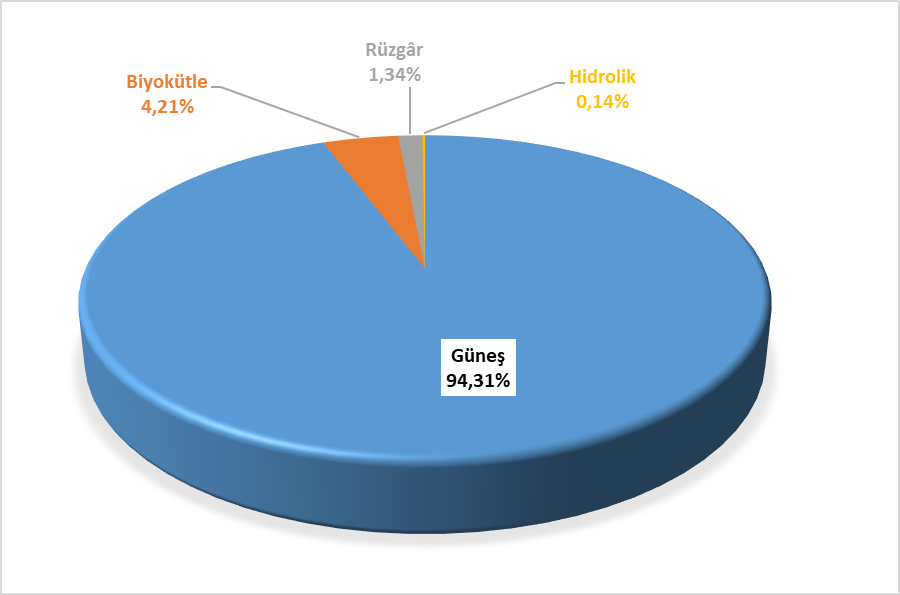 Rüzgâr
1,34%
Biyokütle
4,21%
Hidrolik
0,14%
Güneş
94,31%